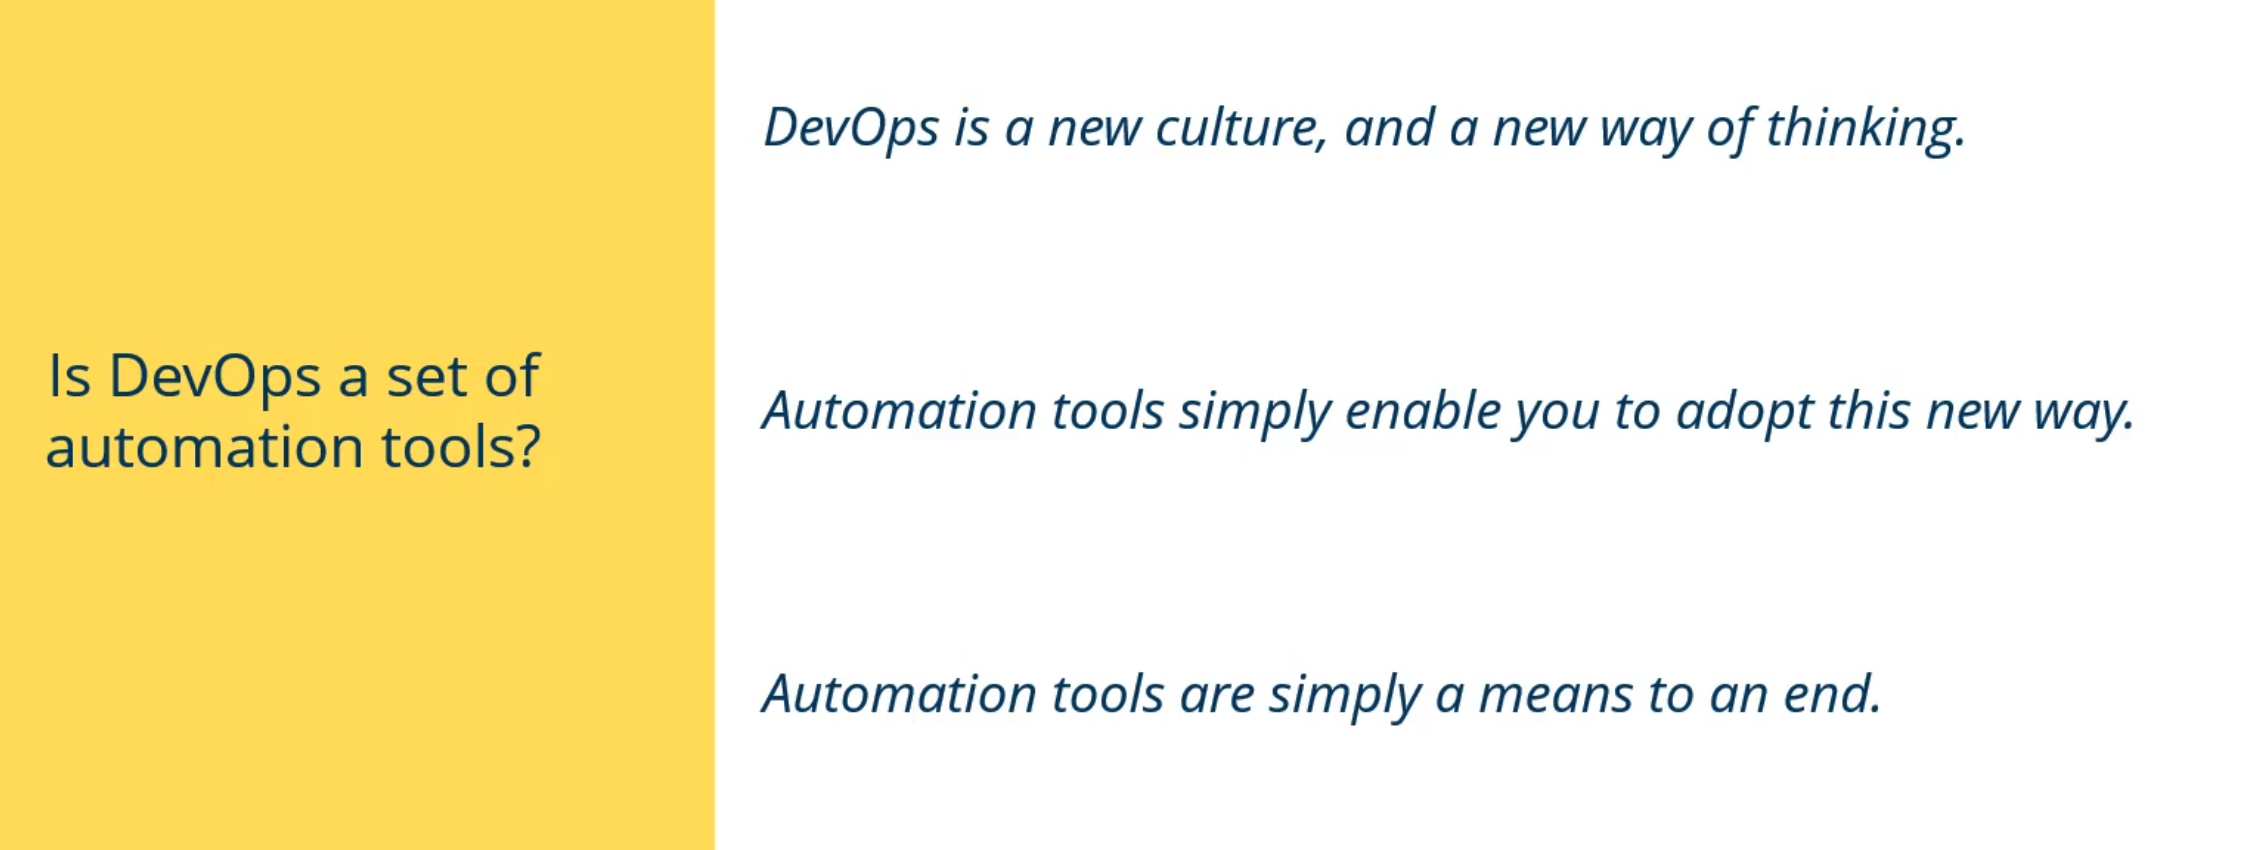 Is DevOps a set of
automation tools?
DevOps is a new culture, and a new way of thinking.
Automation tools simply enable you to adopt this new way.
Automation tools are simply a means to an end.